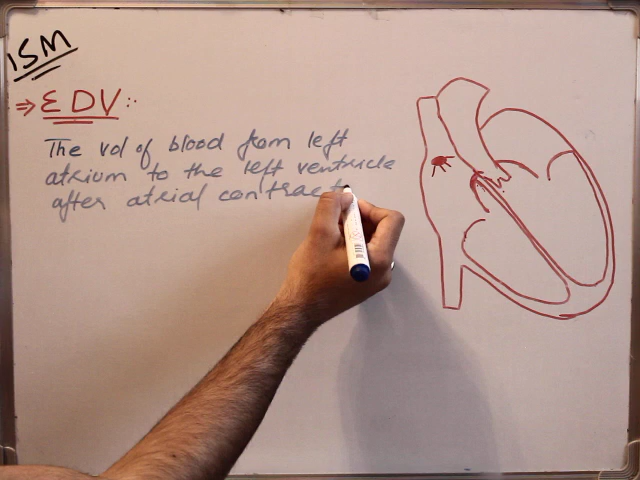 ISM
⇒ EDV:
The vol of blood from left
atrium to the left ventricle
after atrial contract